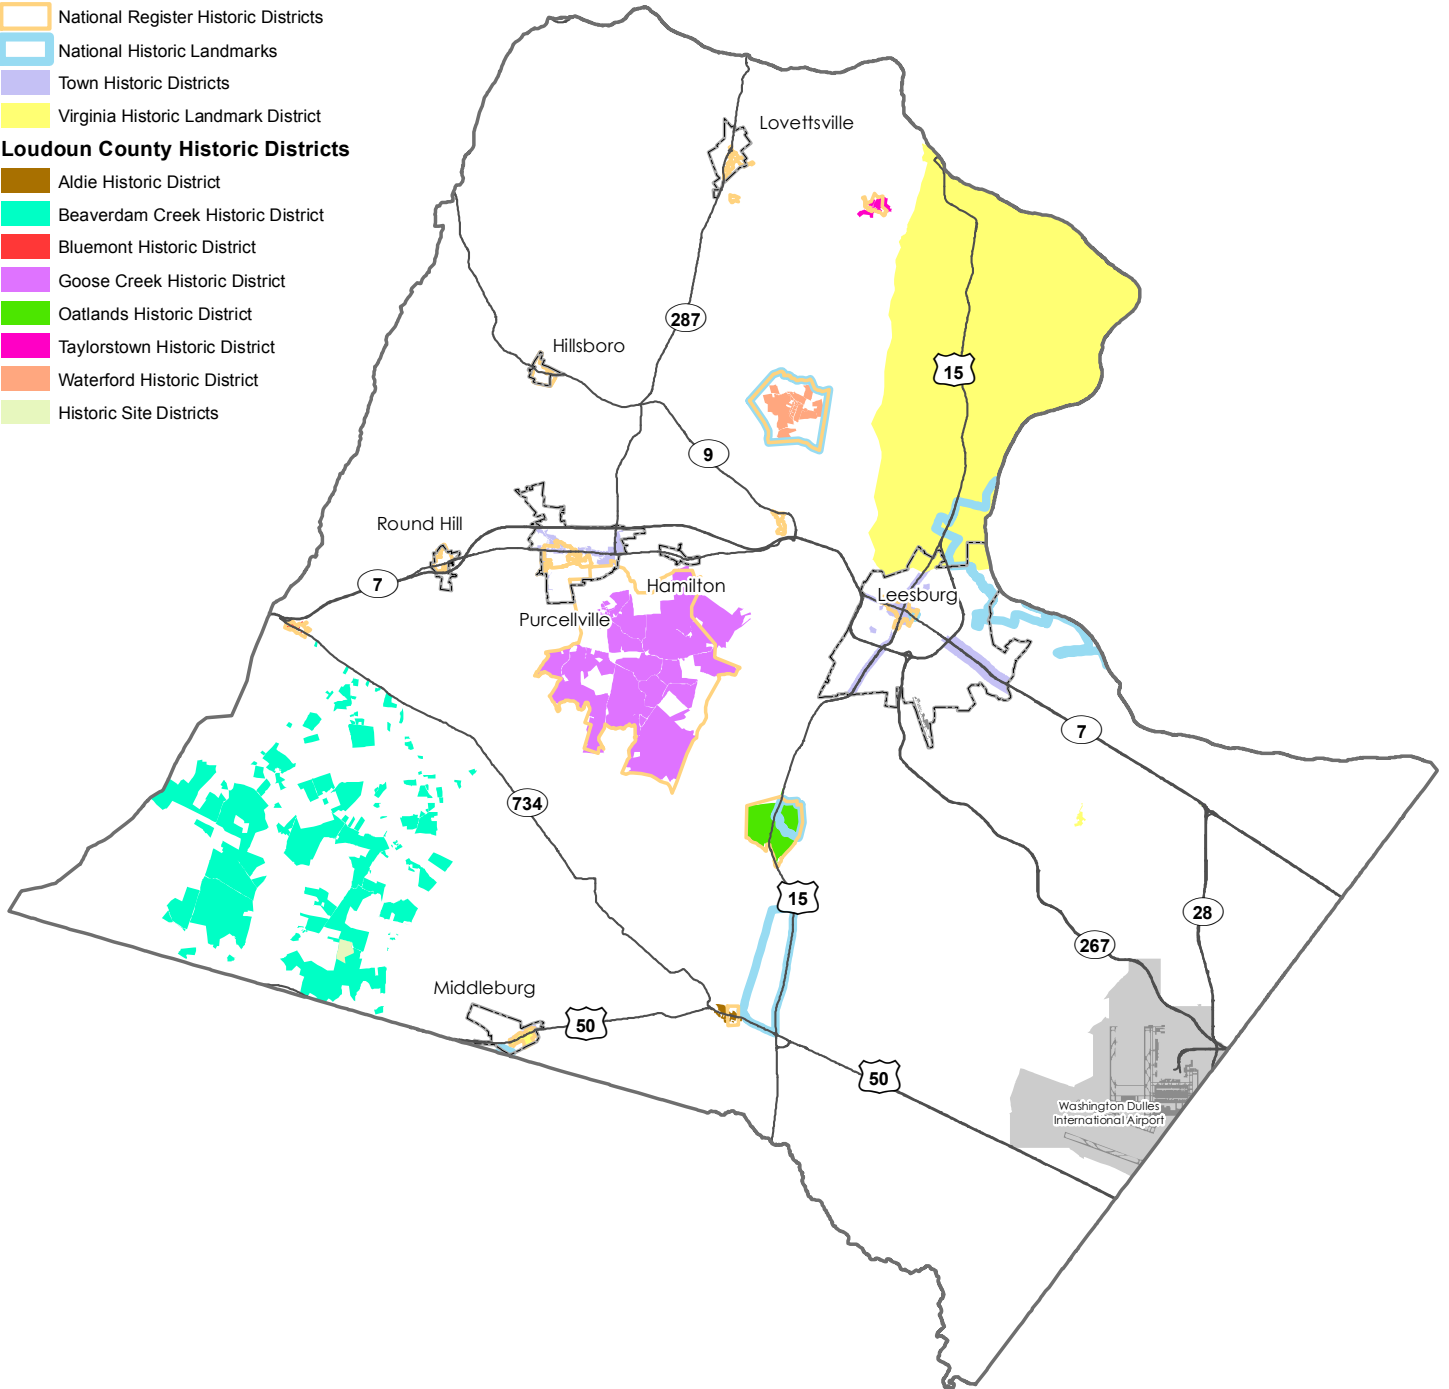 National Register Historic Districts
National Historic Landmarks
Town Historic Districts
Virginia Historic Landmark District
Loudoun County Historic Districts
Aldie Historic District
Beaverdam Creek Historic District
Bluemont Historic District
Goose Creek Historic District
Oatlands Historic District
Taylorstown Historic District
Waterford Historic District
Historic Site Districts
Lovettsville
287
Hillsboro
15
9
Round Hill
7
Hamilton
Purcellville
Leesburg
7
734
15
28
267
Middleburg
50
50
Washington Dulles
International Airport